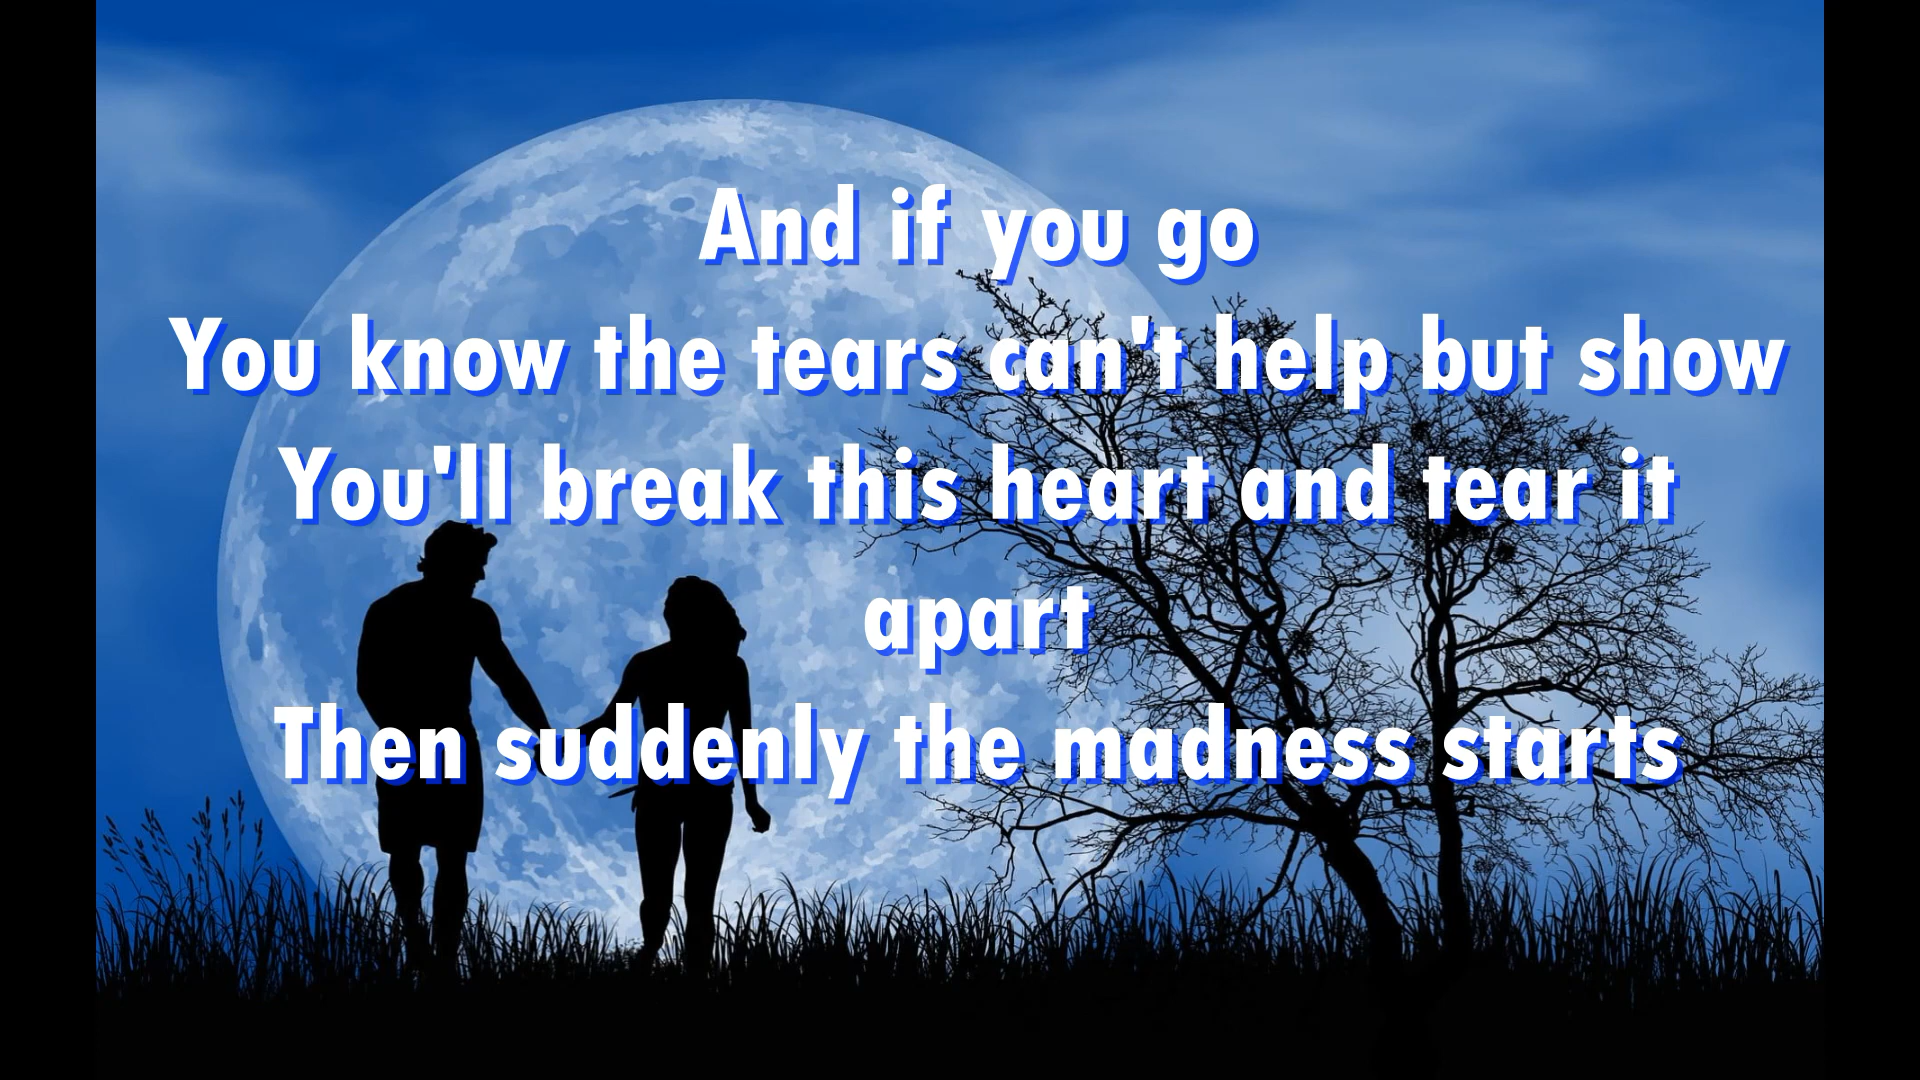 And if you go
You know the tears can't help but show
You'll break this heart and tear it
apart
Then suddenly the madness starts